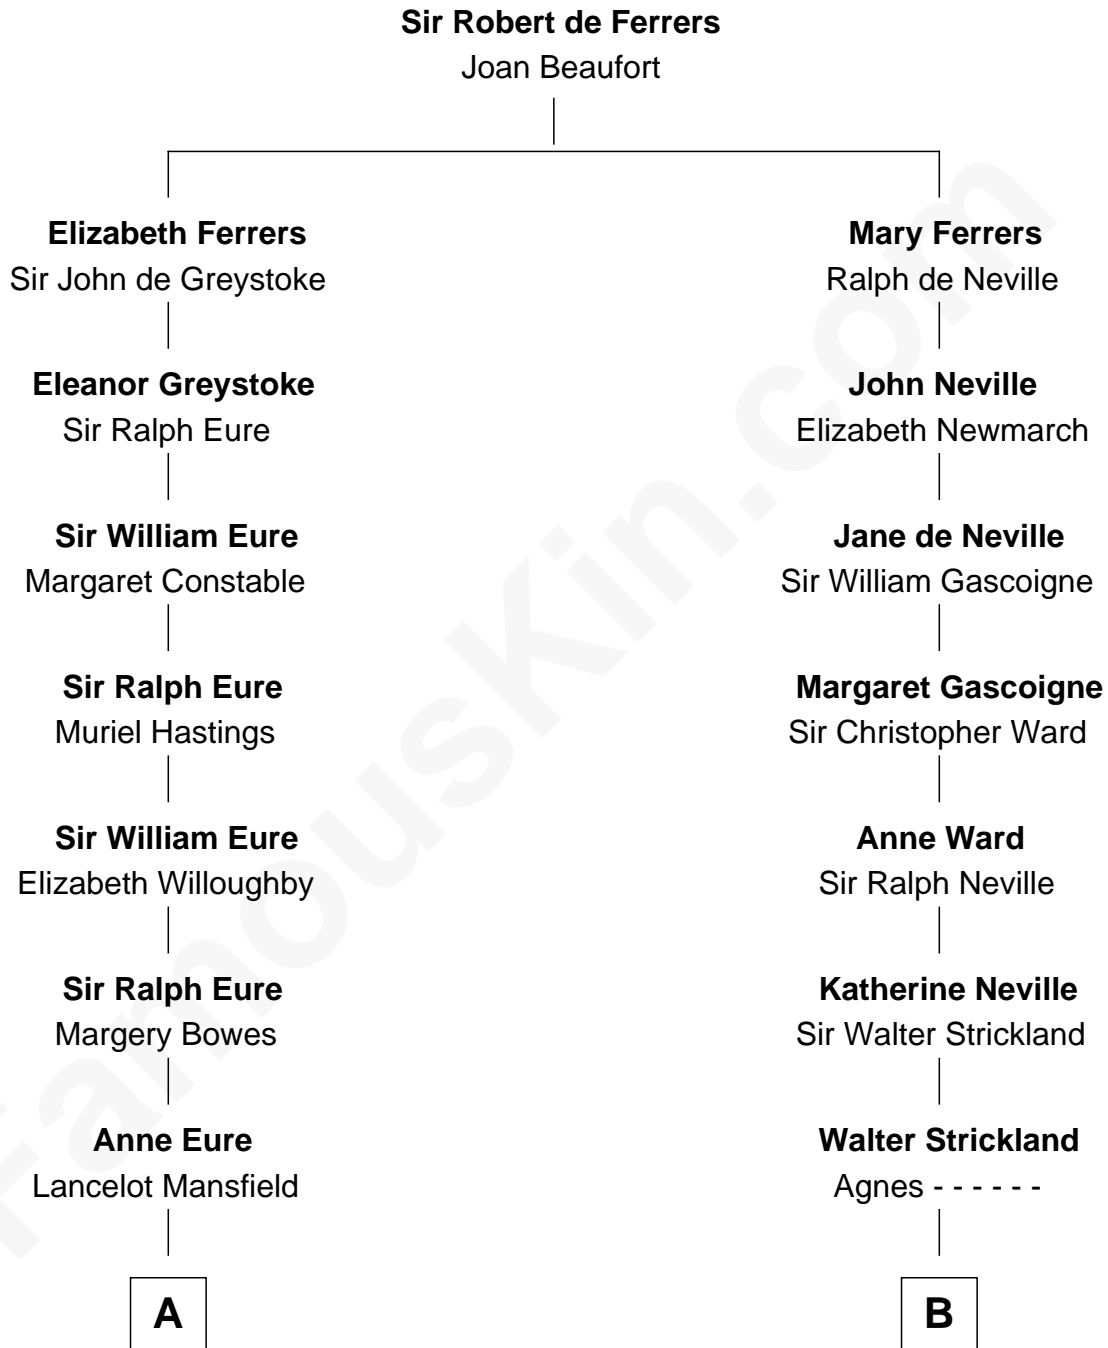 Sir Robert de Ferrers
Joan Beaufort
Elizabeth Ferrers
Sir John de Greystoke
Mary Ferrers
Ralph de Neville
Eleanor Greystoke
Sir Ralph Eure
John Neville
Elizabeth Newmarch
Sir William Eure
Margaret Constable
Jane de Neville
Sir William Gascoigne
Sir Ralph Eure
Muriel Hastings
Margaret Gascoigne
Sir Christopher Ward
Sir William Eure
Elizabeth Willoughby
Anne Ward
Sir Ralph Neville
Sir Ralph Eure
Margery Bowes
Katherine Neville
Sir Walter Strickland
Anne Eure
Lancelot Mansfield
Walter Strickland
Agnes - - - - - -
A
B
FamousKin.com